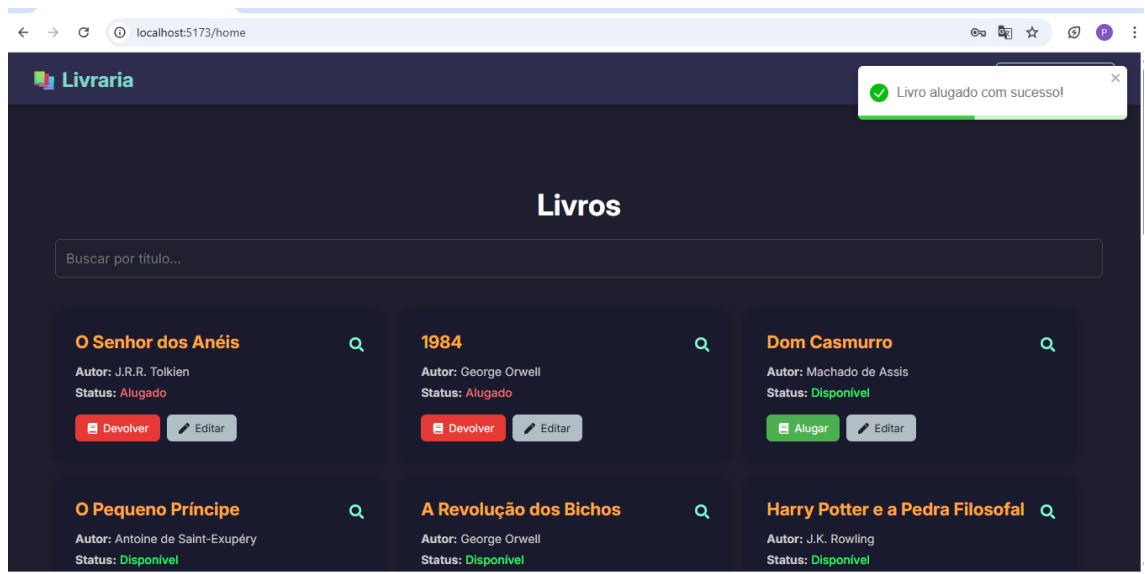 localhost:5173/home
P
Livraria
Livro alugado com sucesso!
Livros
Buscar por título...
O Senhor dos Anéis
Autor: J.R.R. Tolkien
Status: Alugado
Devolver Editar
1984
Autor: George Orwell
Status: Alugado
Devolver Editar
Dom Casmurro
Autor: Machado de Assis
Status: Disponível
Alugar Editar
O Pequeno Príncipe
Autor: Antoine de Saint-Exupéry
Status: Disponível
A Revolução dos Bichos
Autor: George Orwell
Status: Disponível
Harry Potter e a Pedra Filosofal
Autor: J.K. Rowling
Status: Disponível